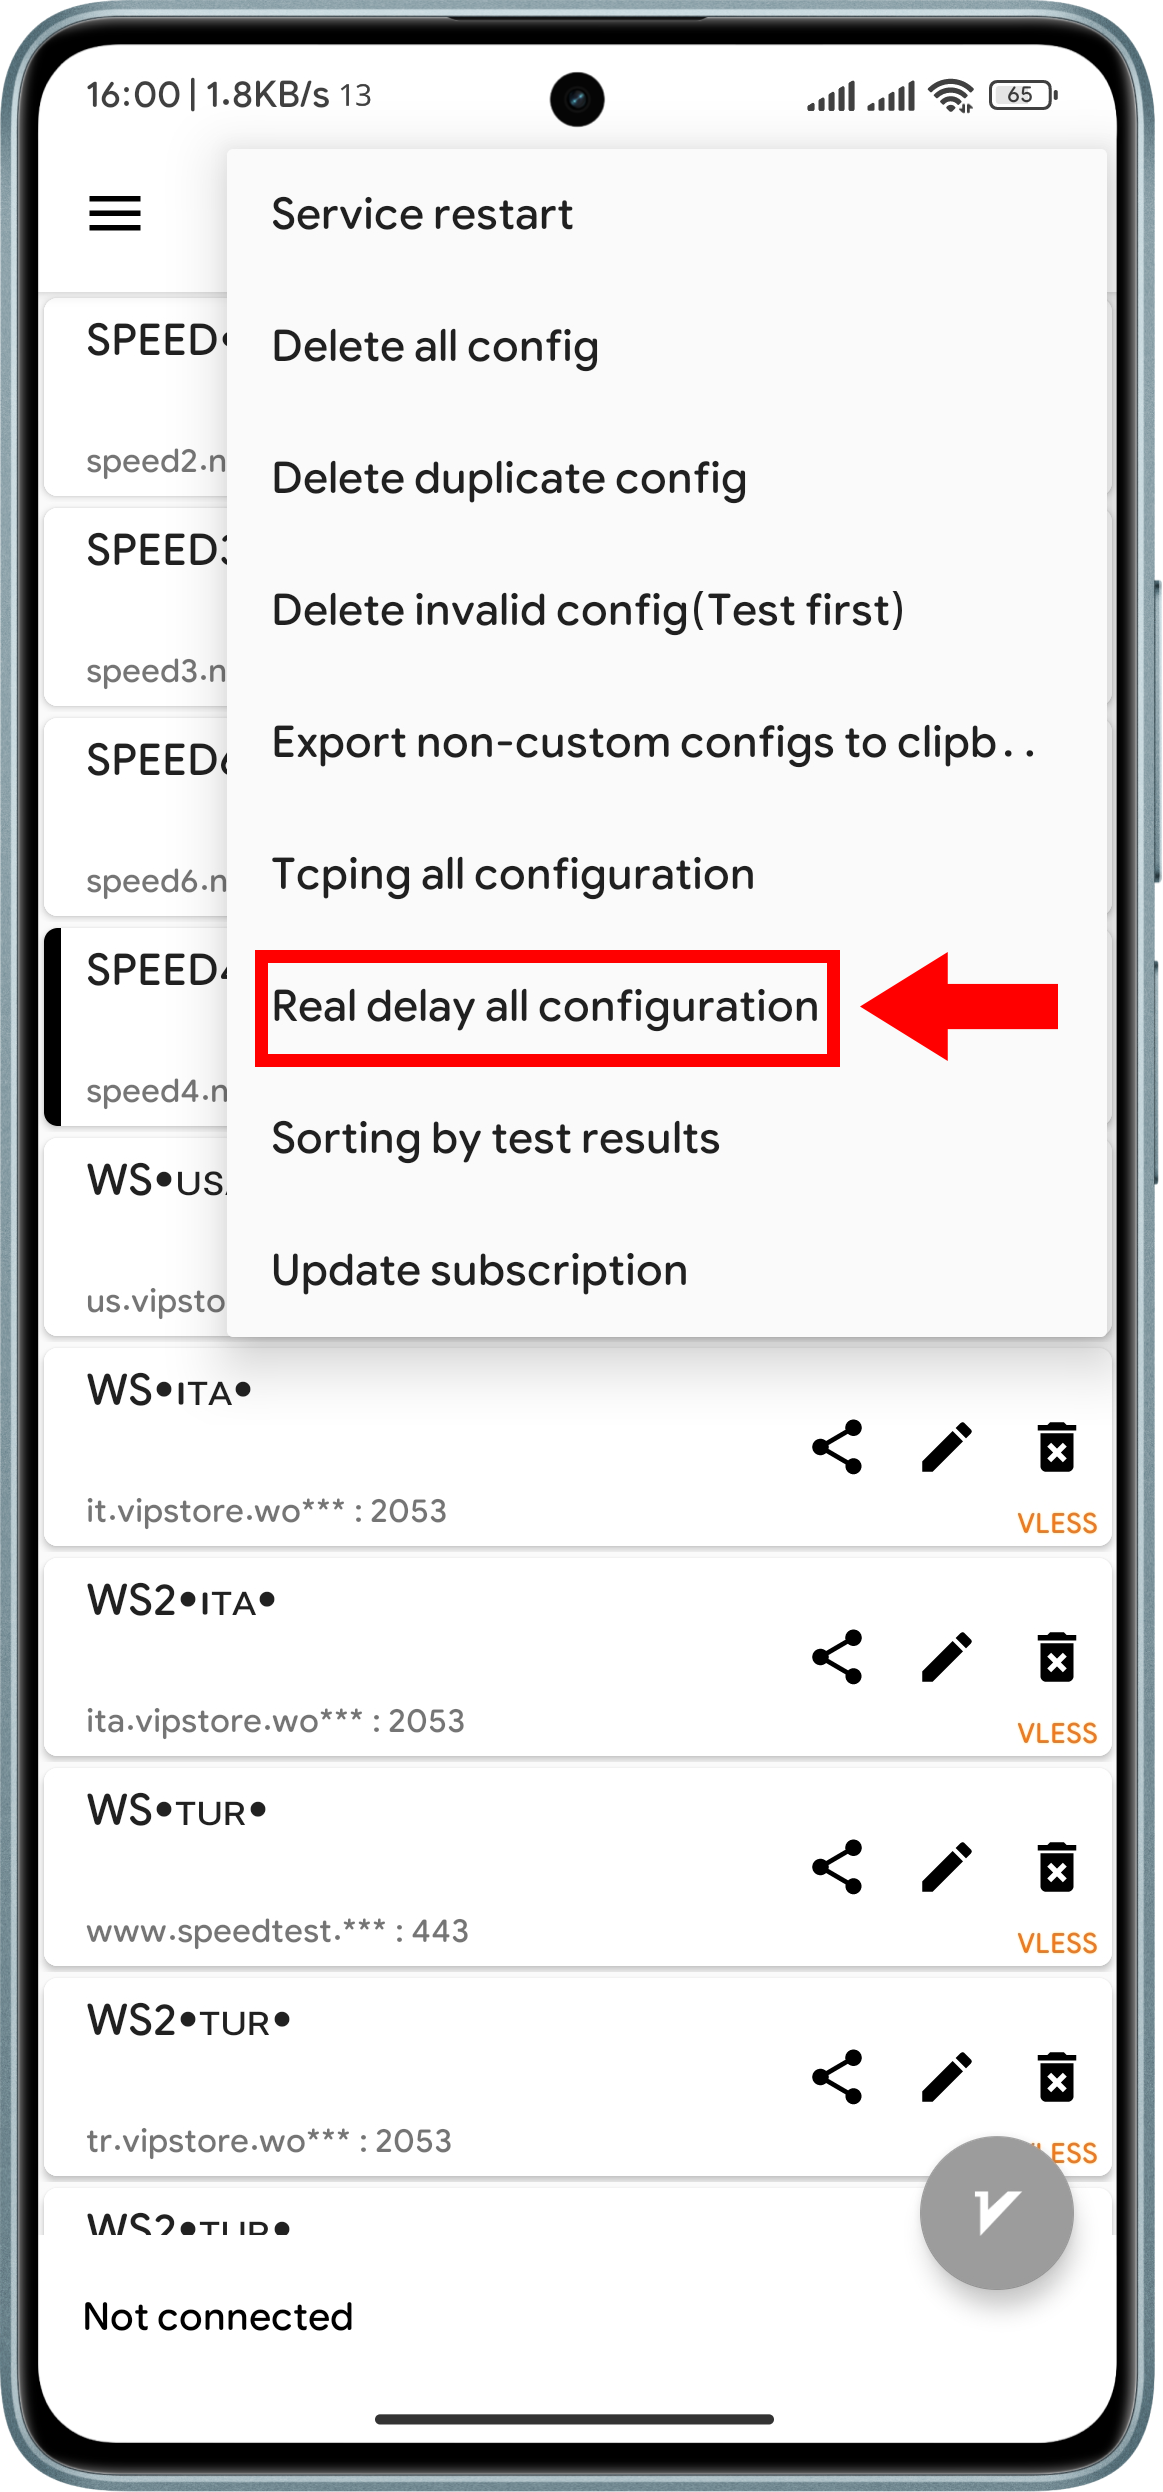 16:00 | 1.8KB/s 13
65
Service restart
Delete all config
Delete duplicate config
Delete invalid config(Test first)
Export non-custom configs to clipb..
Tcping all configuration
Real delay all configuration
Sorting by test results
Update subscription
SPEED•
speed2.n
SPEED3
speed3.n
SPEED6
speed6.n
SPEED4
speed4.n
WS•USA
us.vipsto
WS•ITA•
it.vipstore.wo*** : 2053
VLESS
WS2•ITA•
ita.vipstore.wo*** : 2053
VLESS
WS•TUR•
www.speedtest.*** : 443
VLESS
WS2•TUR•
tr.vipstore.wo*** : 2053
VLESS
WS2•TUR•
Not connected